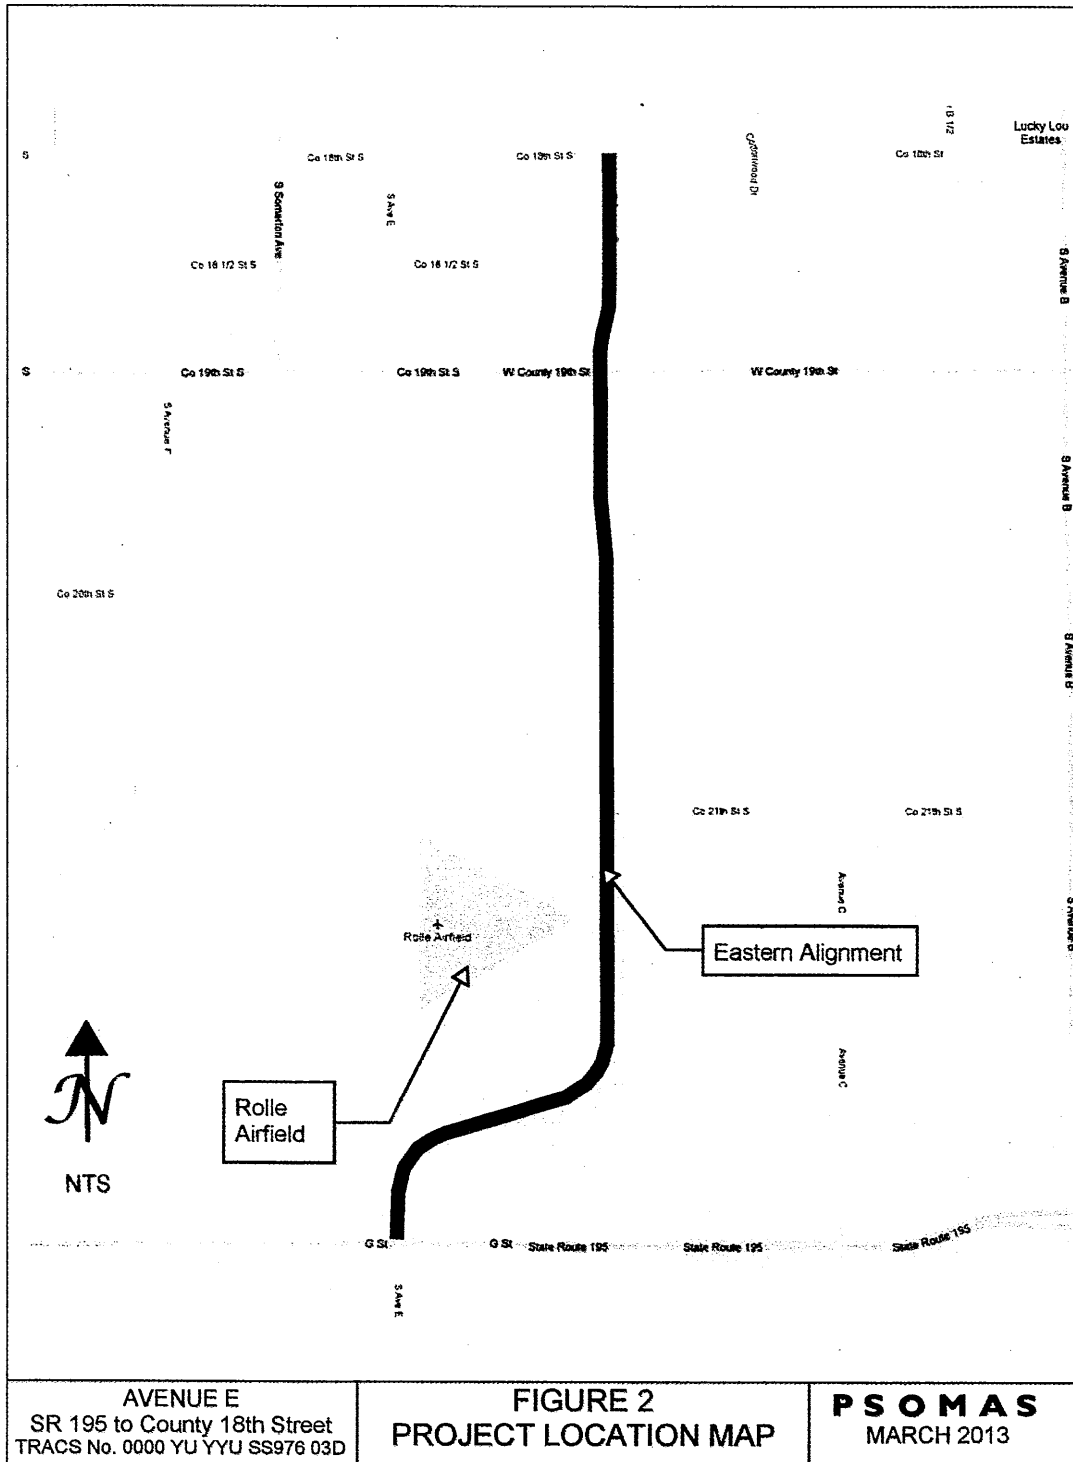 B 1/2
Lucky Lou
Estates
S
Co 18th St S
Co 18th St S
Cottonwood Dr
Co 18th St
S Somerton Ave
S Ave E
Co 18 1/2 St S
Co 18 1/2 St S
S Avenue B
S
Co 19th St S
Co 19th St S
W County 19th St
W County 19th St
S Avenue F
S Avenue B
Co 20th St S
S Avenue B
Co 21th St S
Co 21th St S
Avenue C
S Avenue B
Rolle Airfield
Eastern Alignment
Avenue C
N
NTS
Rolle
Airfield
G St
G St
State Route 195
State Route 195
State Route 195
S Ave E
AVENUE E
SR 195 to County 18th Street
TRACS No. 0000 YU YYU SS976 03D
FIGURE 2
PROJECT LOCATION MAP
PSOMAS
MARCH 2013